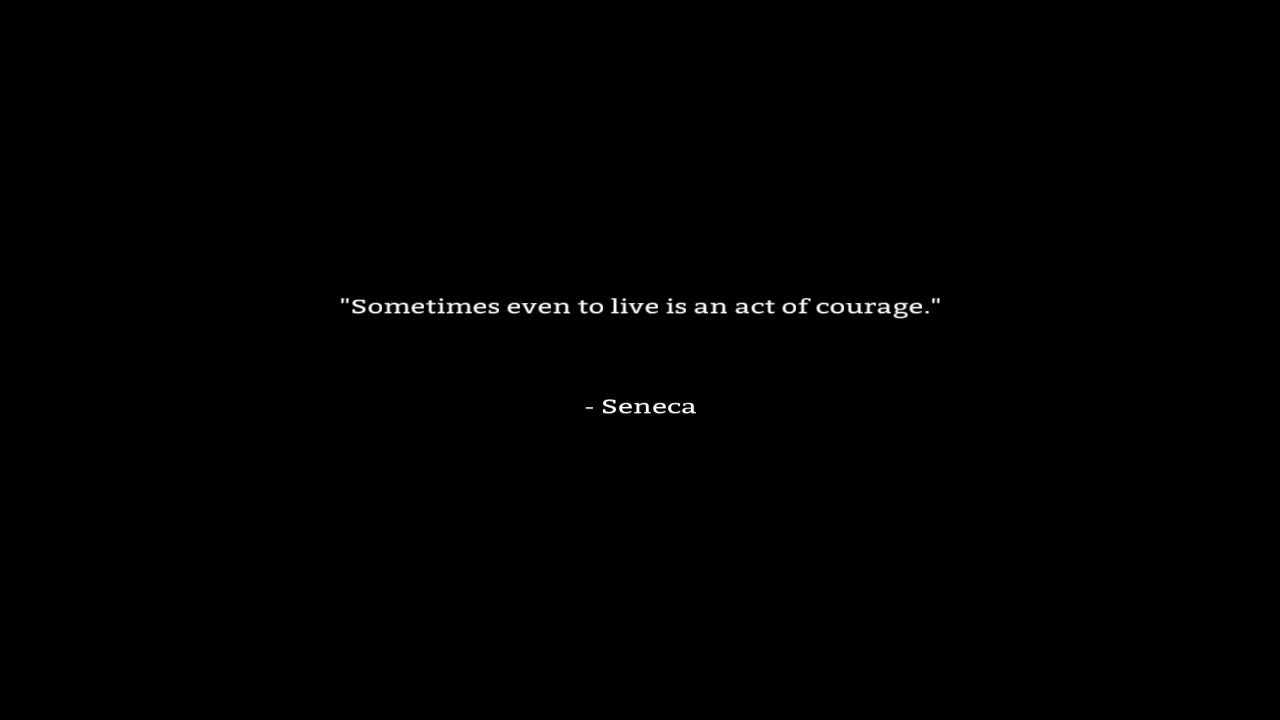 "Sometimes even to live is an act of courage."
- Seneca